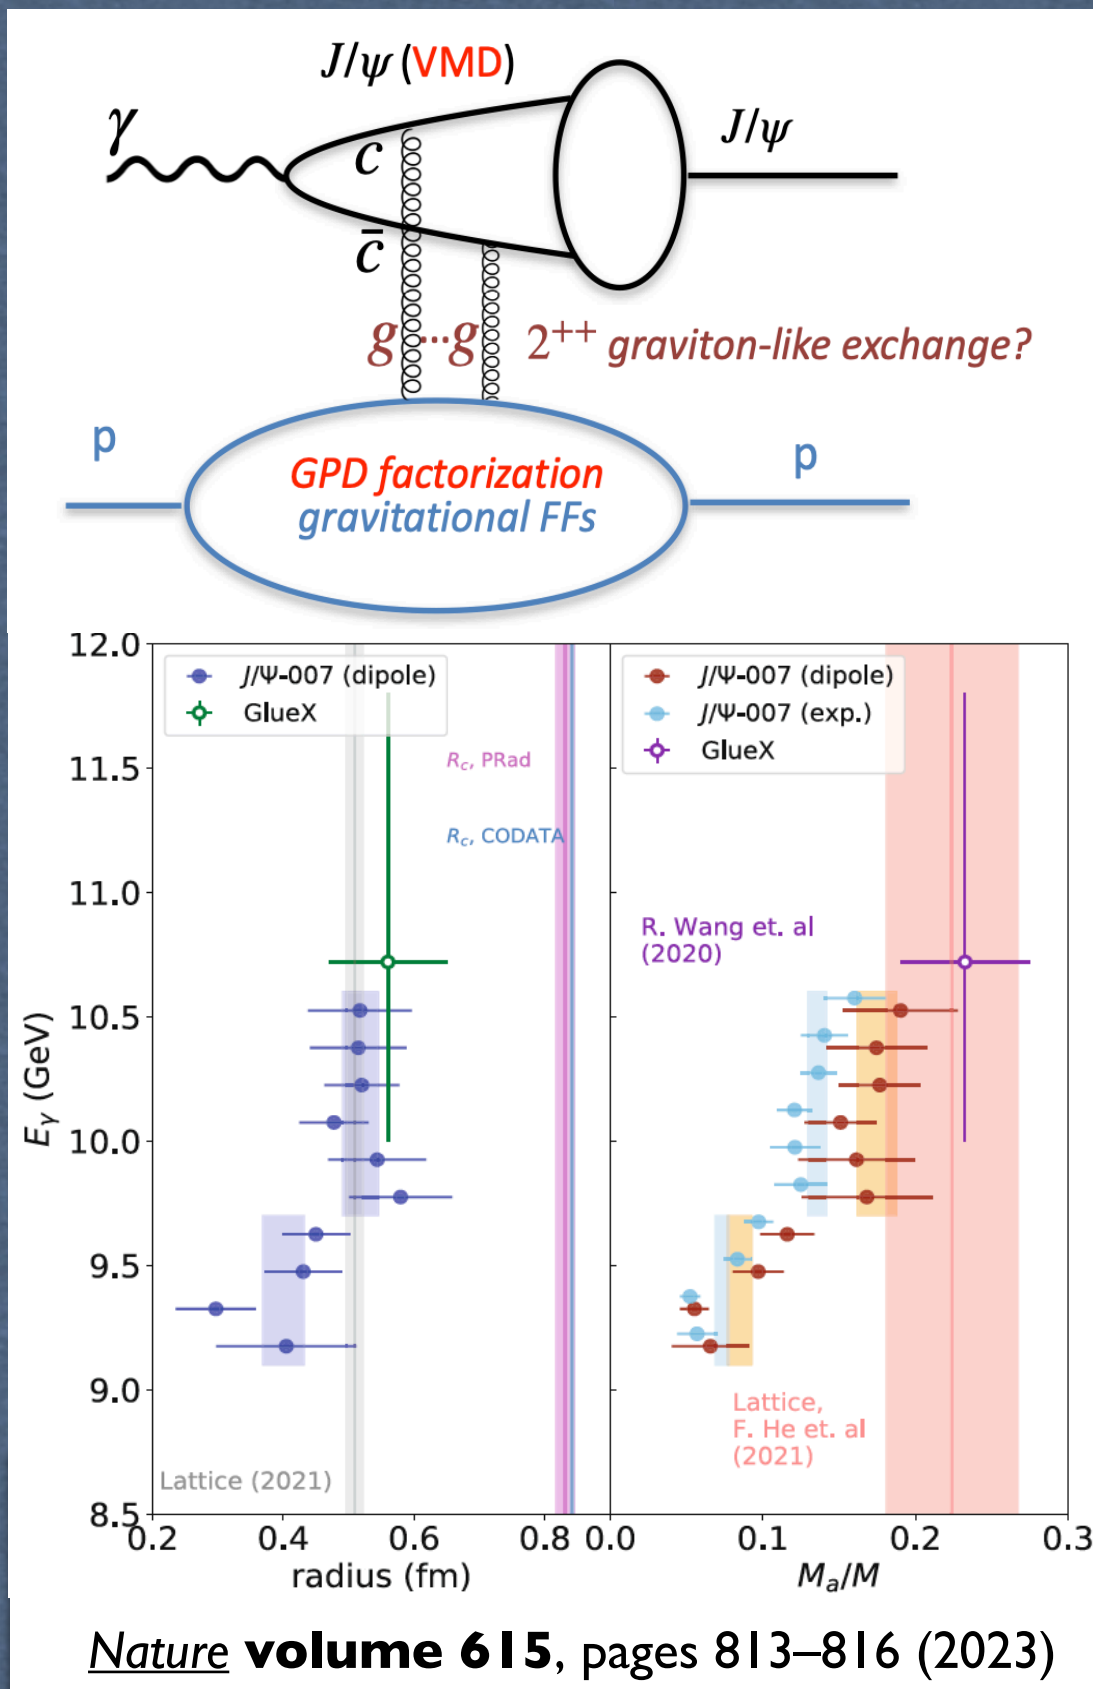 J/ψ (VMD)
γ
c
J/ψ
c̄
g...g 2⁺⁺ graviton-like exchange?
p
p
GPD factorization
gravitational FFs
12.0
11.5
11.0
10.5
10.0
9.5
9.0
8.5
E_γ (GeV)
J/Ψ-007 (dipole)
GlueX
R_c, PRad
R_c, CODATA
Lattice (2021)
0.2 0.4 0.6 0.8
radius (fm)
J/Ψ-007 (dipole)
J/Ψ-007 (exp.)
GlueX
R. Wang et. al
(2020)
Lattice,
F. He et. al
(2021)
0.0 0.1 0.2 0.3
M_a/M
Nature volume 615, pages 813–816 (2023)